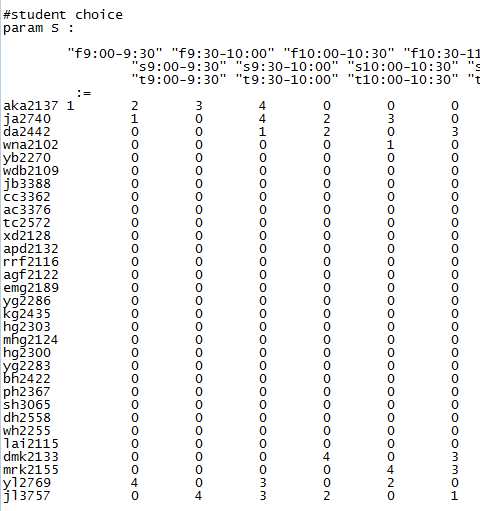 #student choice
param S :
"f9:00-9:30" "f9:30-10:00" "f10:00-10:30" "f10:30-11
"s9:00-9:30" "s9:30-10:00" "s10:00-10:30" "s
"t9:00-9:30" "t9:30-10:00" "t10:00-10:30" "t
:=
aka2137 1 2 3 4 0 0 0
ja2740 1 0 4 2 3 0
da2442 0 0 1 2 0 3
wna2102 0 0 0 0 1 0
yb2270 0 0 0 0 0 0
wdb2109 0 0 0 0 0 0
jb3388 0 0 0 0 0 0
cc3362 0 0 0 0 0 0
ac3376 0 0 0 0 0 0
tc2572 0 0 0 0 0 0
xd2128 0 0 0 0 0 0
apd2132 0 0 0 0 0 0
rrf2116 0 0 0 0 0 0
agf2122 0 0 0 0 0 0
emg2189 0 0 0 0 0 0
yg2286 0 0 0 0 0 0
kg2435 0 0 0 0 0 0
hg2303 0 0 0 0 0 0
mhg2124 0 0 0 0 0 0
hg2300 0 0 0 0 0 0
yg2283 0 0 0 0 0 0
bh2422 0 0 0 0 0 0
ph2367 0 0 0 0 0 0
sh3065 0 0 0 0 0 0
dh2558 0 0 0 0 0 0
wh2255 0 0 0 0 0 0
lai2115 0 0 0 0 0 0
dmk2133 0 0 0 4 0 3
mrk2155 0 0 0 0 4 3
yl2769 4 0 3 0 2 0
jl3757 0 4 3 2 0 1